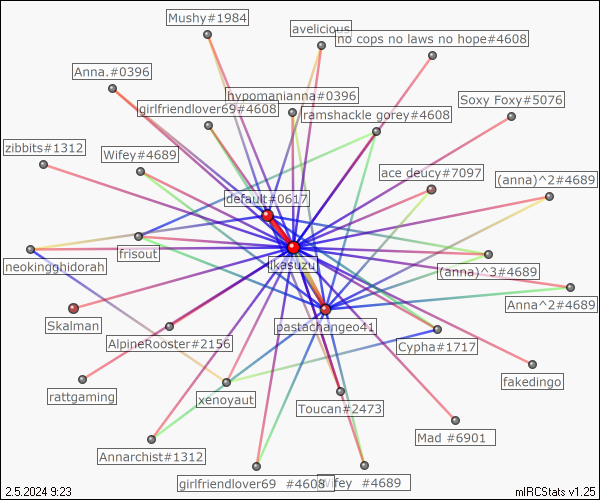 Mushy#1984
avelicious
no cops no laws no hope#4608
Anna.#0396
hypomanianna#0396
Soxy Foxy#5076
girlfriendlover69#4608
ramshackle gorey#4608
zibbits#1312
Wifey#4689
ace deucy#7097
(anna)^2#4689
default#0617
frisout
ikasuzu
neokingghidorah
(anna)^3#4689
Anna^2#4689
Skalman
pastachangeo41
AlpineRooster#2156
Cypha#1717
rattgaming
fakedingo
xenoyaut
Toucan#2473
Mad #6901
Annarchist#1312
girlfriendlover69 #4608
Wifey #4689
2.5.2024 9:23
mIRCStats v1.25